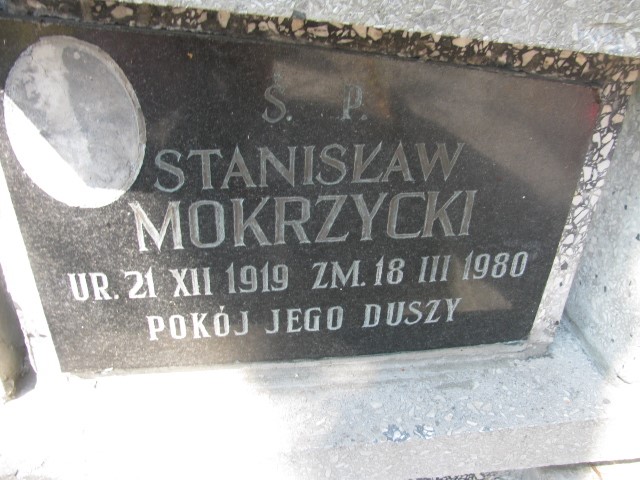 Ś. P.
STANISŁAW
MOKRZYCKI
UR. 21 XII 1919 ZM. 18 III 1980
POKÓJ JEGO DUSZY